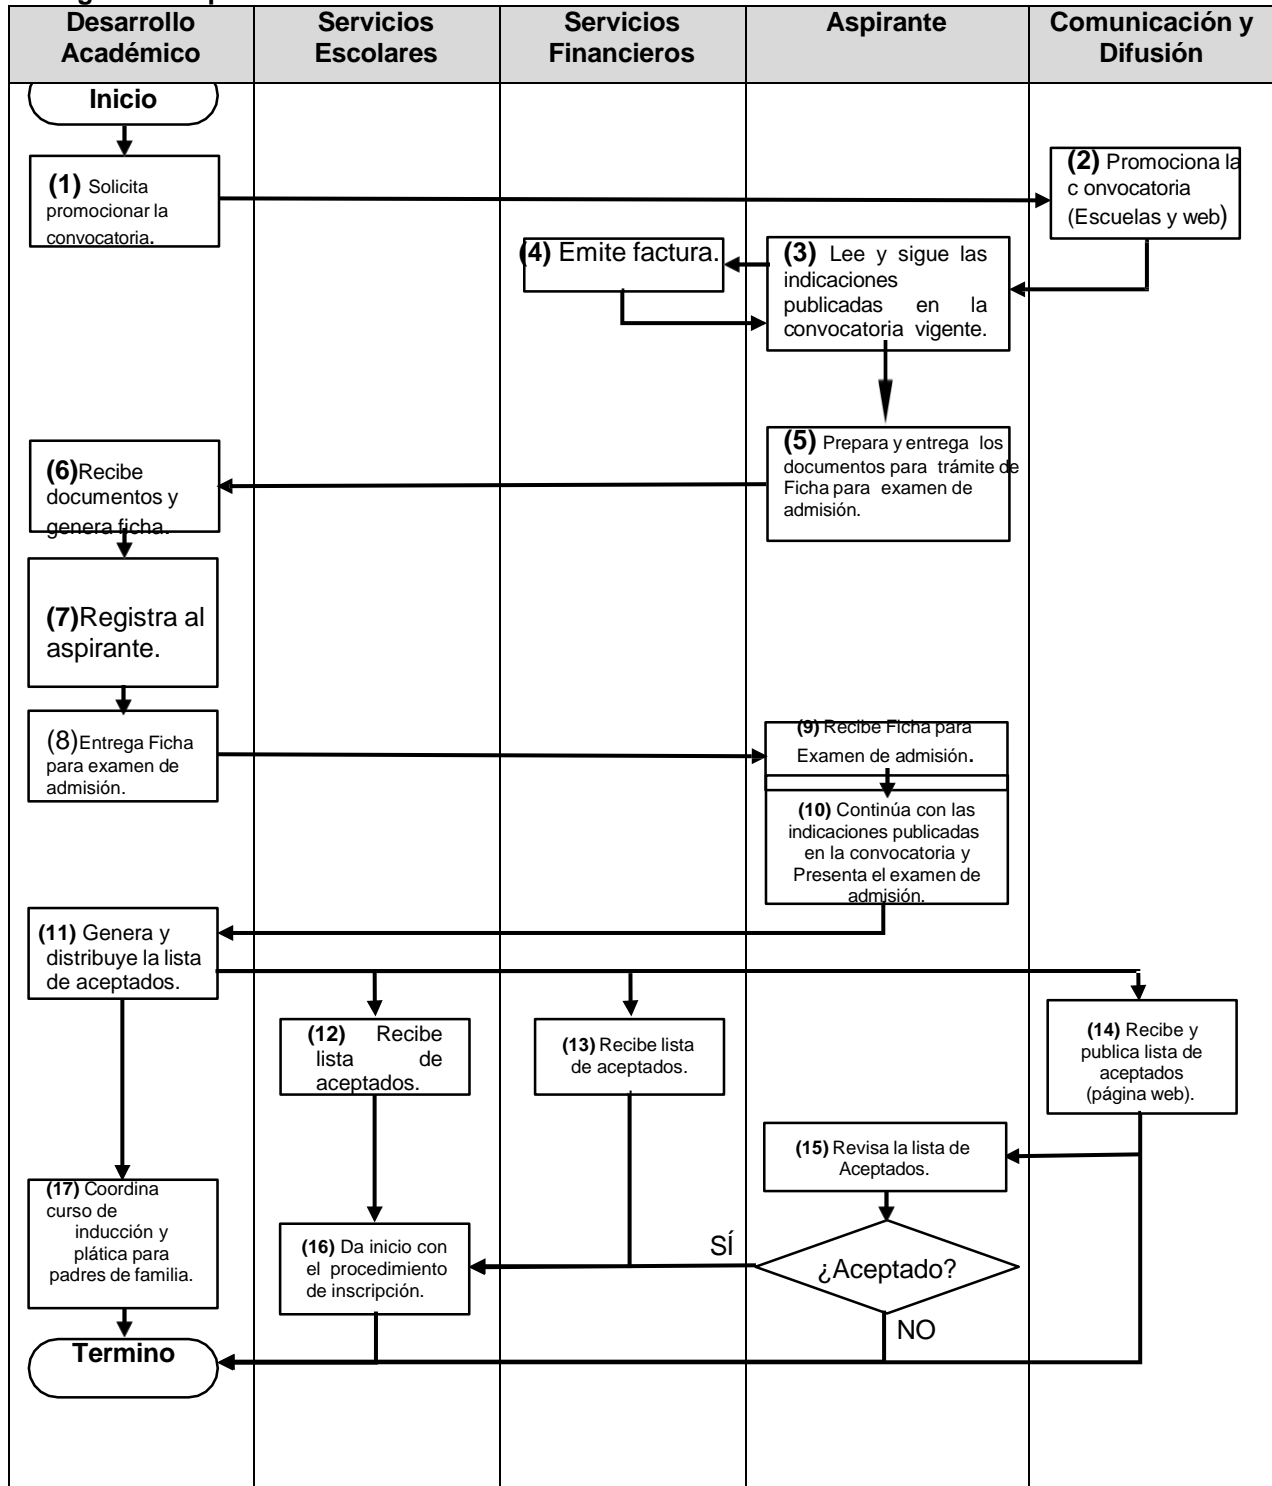 Desarrollo
Académico
Servicios
Escolares
Servicios
Financieros
Aspirante
Comunicación y
Difusión
Inicio
(1) Solicita
promocionar la
convocatoria.
(2) Promociona la
c onvocatoria
(Escuelas y web)
(4) Emite factura.
(3) Lee y sigue las
indicaciones
publicadas en la
convocatoria vigente.
(5) Prepara y entrega los
documentos para trámite de
Ficha para examen de
admisión.
(6)Recibe
documentos y
genera ficha.
(7)Registra al
aspirante.
(8)Entrega Ficha
para examen de
admisión.
(9) Recibe Ficha para
Examen de admisión.
(10) Continúa con las
indicaciones publicadas
en la convocatoria y
Presenta el examen de
admisión.
(11) Genera y
distribuye la lista
de aceptados.
(12) Recibe
lista de
aceptados.
(13) Recibe lista
de aceptados.
(14) Recibe y
publica lista de
aceptados
(página web).
(15) Revisa la lista de
Aceptados.
(17) Coordina
curso de
inducción y
plática para
padres de familia.
(16) Da inicio con
el procedimiento
de inscripción.
SÍ
¿Aceptado?
NO
Termino